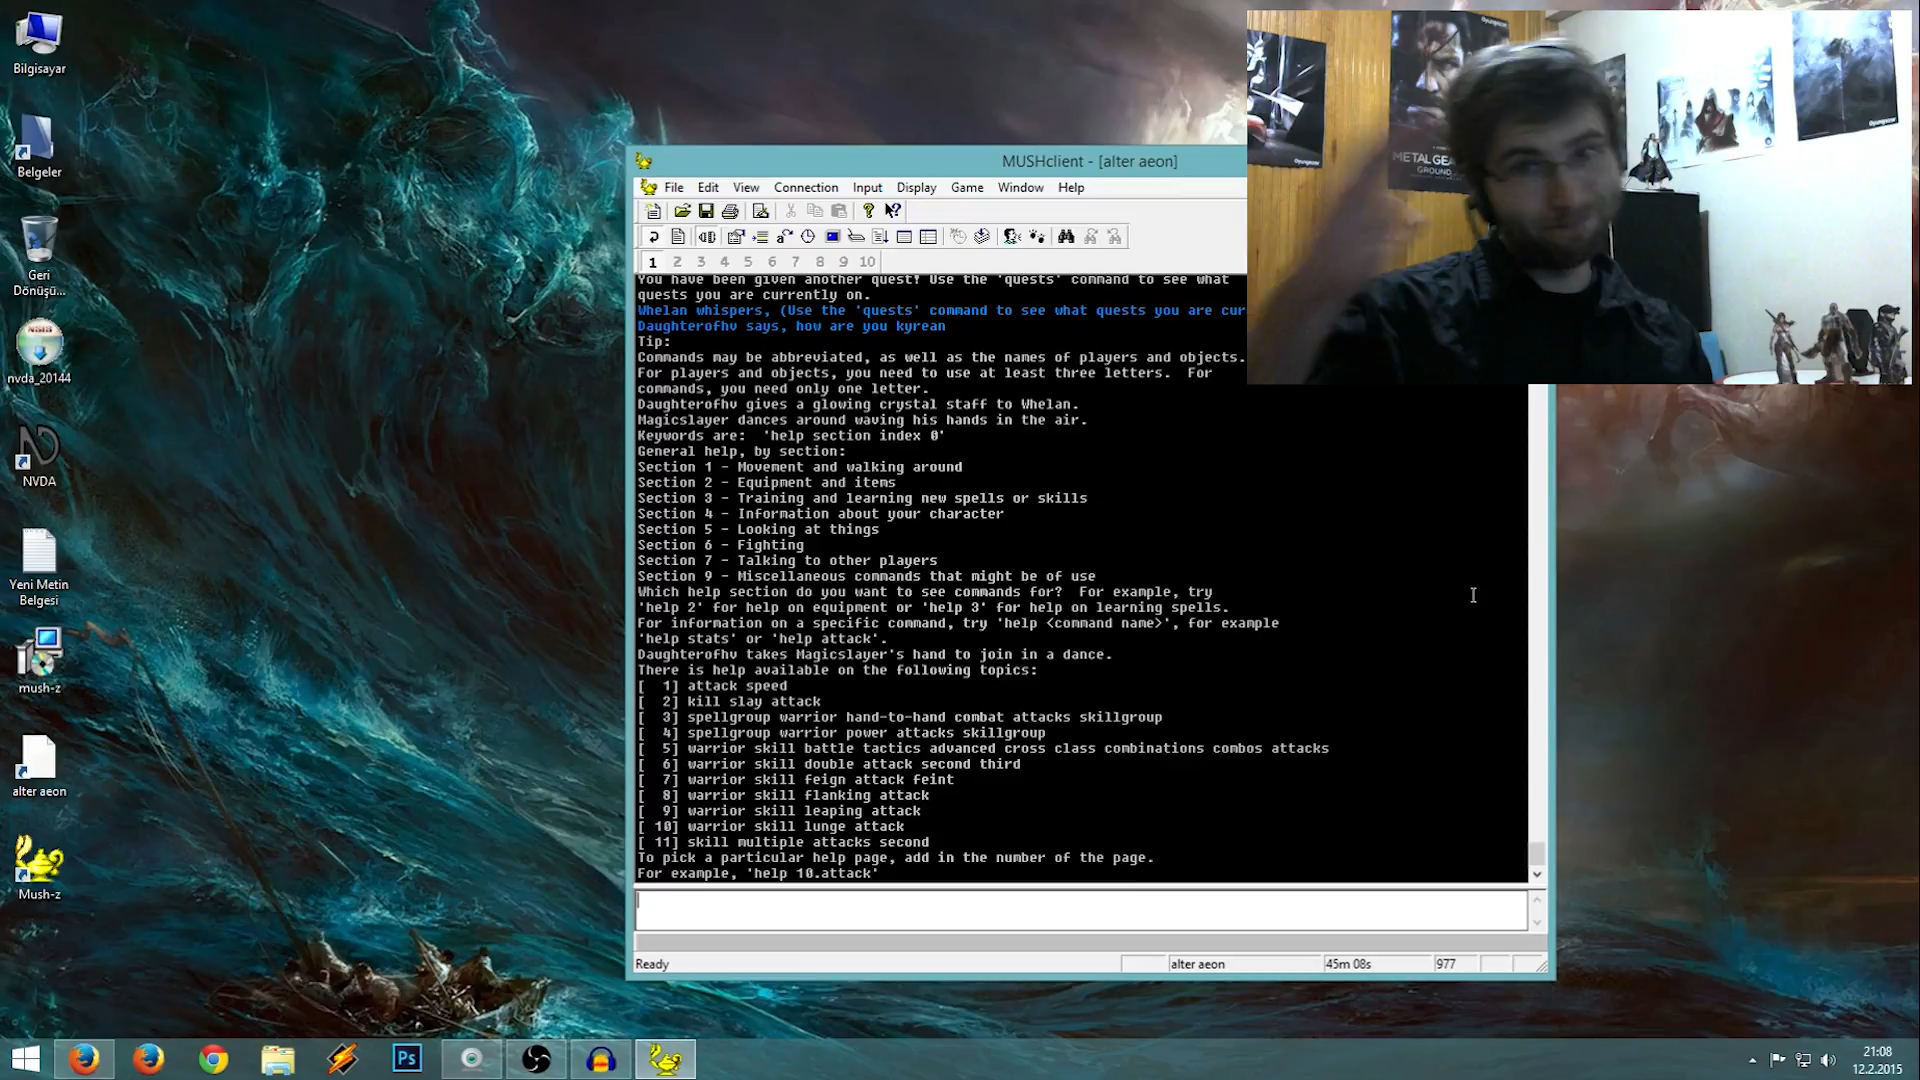 Bilgisayar
Belgeler
Geri
Dönüşü...
NSIS
nvda_20144
NVDA
Yeni Metin
Belgesi
mush-z
alter aeon
Mush-z
MUSHclient - [alter aeon]
File Edit View Connection Input Display Game Window Help
1 2 3 4 5 6 7 8 9 10
You have been given another quest! Use the 'quests' command to see what
quests you are currently on.
Whelan whispers, (Use the 'quests' command to see what quests you are cur
Daughterofhv says, how are you kyrean
Tip:
Commands may be abbreviated, as well as the names of players and objects.
For players and objects, you need to use at least three letters.  For
commands, you need only one letter.
Daughterofhv gives a glowing crystal staff to Whelan.
Magicslayer dances around waving his hands in the air.
Keywords are:  'help section index 0'
General help, by section:
Section 1 - Movement and walking around
Section 2 - Equipment and items
Section 3 - Training and learning new spells or skills
Section 4 - Information about your character
Section 5 - Looking at things
Section 6 - Fighting
Section 7 - Talking to other players
Section 9 - Miscellaneous commands that might be of use
Which help section do you want to see commands for?  For example, try
'help 2' for help on equipment or 'help 3' for help on learning spells.
For information on a specific command, try 'help <command name>', for example
'help stats' or 'help attack'.
Daughterofhv takes Magicslayer's hand to join in a dance.
There is help available on the following topics:
[  1] attack speed
[  2] kill slay attack
[  3] spellgroup warrior hand-to-hand combat attacks skillgroup
[  4] spellgroup warrior power attacks skillgroup
[  5] warrior skill battle tactics advanced cross class combinations combos attacks
[  6] warrior skill double attack second third
[  7] warrior skill feign attack feint
[  8] warrior skill flanking attack
[  9] warrior skill leaping attack
[ 10] warrior skill lunge attack
[ 11] skill multiple attacks second
To pick a particular help page, add in the number of the page.
For example, 'help 10.attack'
Ready
alter aeon
45m 08s
977
METAL GEAR
GROUND
Oyungezer
Oyungezer
Oyungezer
Ps
21:08
12.2.2015